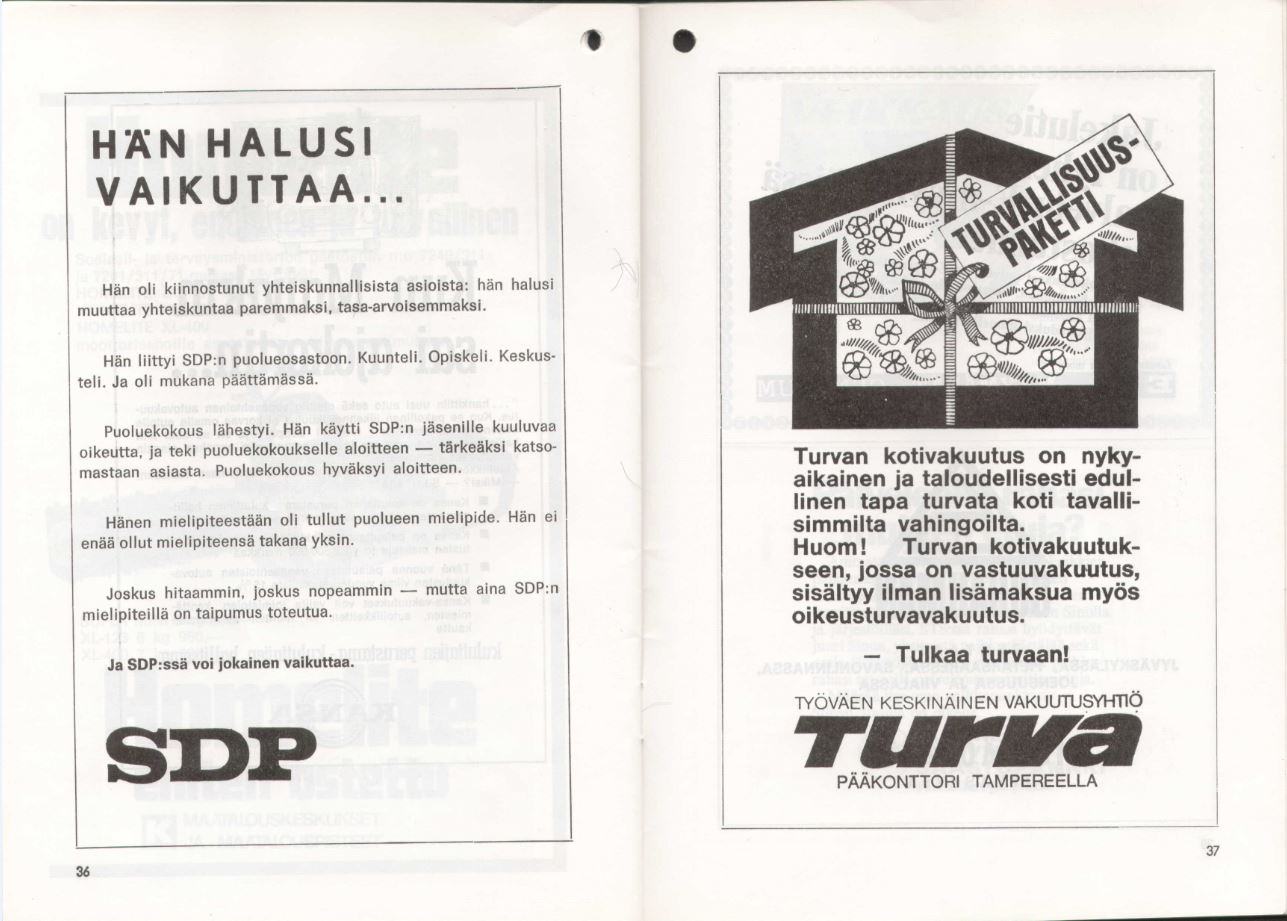 HÄN HALUSI
VAIKUTTAA...
Hän oli kiinnostunut yhteiskunnallisista asioista: hän halusi
muuttaa yhteiskuntaa paremmaksi, tasa-arvoisemmaksi.
Hän liittyi SDP:n puolueosastoon. Kuunteli. Opiskeli. Keskus-
teli. Ja oli mukana päättämässä.
Puoluekokous lähestyi. Hän käytti SDP:n jäsenille kuuluvaa
oikeutta, ja teki puoluekokoukselle aloitteen — tärkeäksi katso-
mastaan asiasta. Puoluekokous hyväksyi aloitteen.
Hänen mielipiteestään oli tullut puolueen mielipide. Hän ei
enää ollut mielipiteensä takana yksin.
Joskus hitaammin, joskus nopeammin — mutta aina SDP:n
mielipiteillä on taipumus toteutua.
Ja SDP:ssä voi jokainen vaikuttaa.
SDP
36
TURVALLISUUS-
PAKETTI
Turvan kotivakuutus on nyky-
aikainen ja taloudellisesti edul-
linen tapa turvata koti tavalli-
simmilta vahingoilta.
Huom! Turvan kotivakuutuk-
seen, jossa on vastuuvakuutus,
sisältyy ilman lisämaksua myös
oikeusturvavakuutus.
— Tulkaa turvaan!
TYÖVÄEN KESKINÄINEN VAKUUTUSYHTIÖ
Turva
PÄÄKONTTORI TAMPEREELLA
37